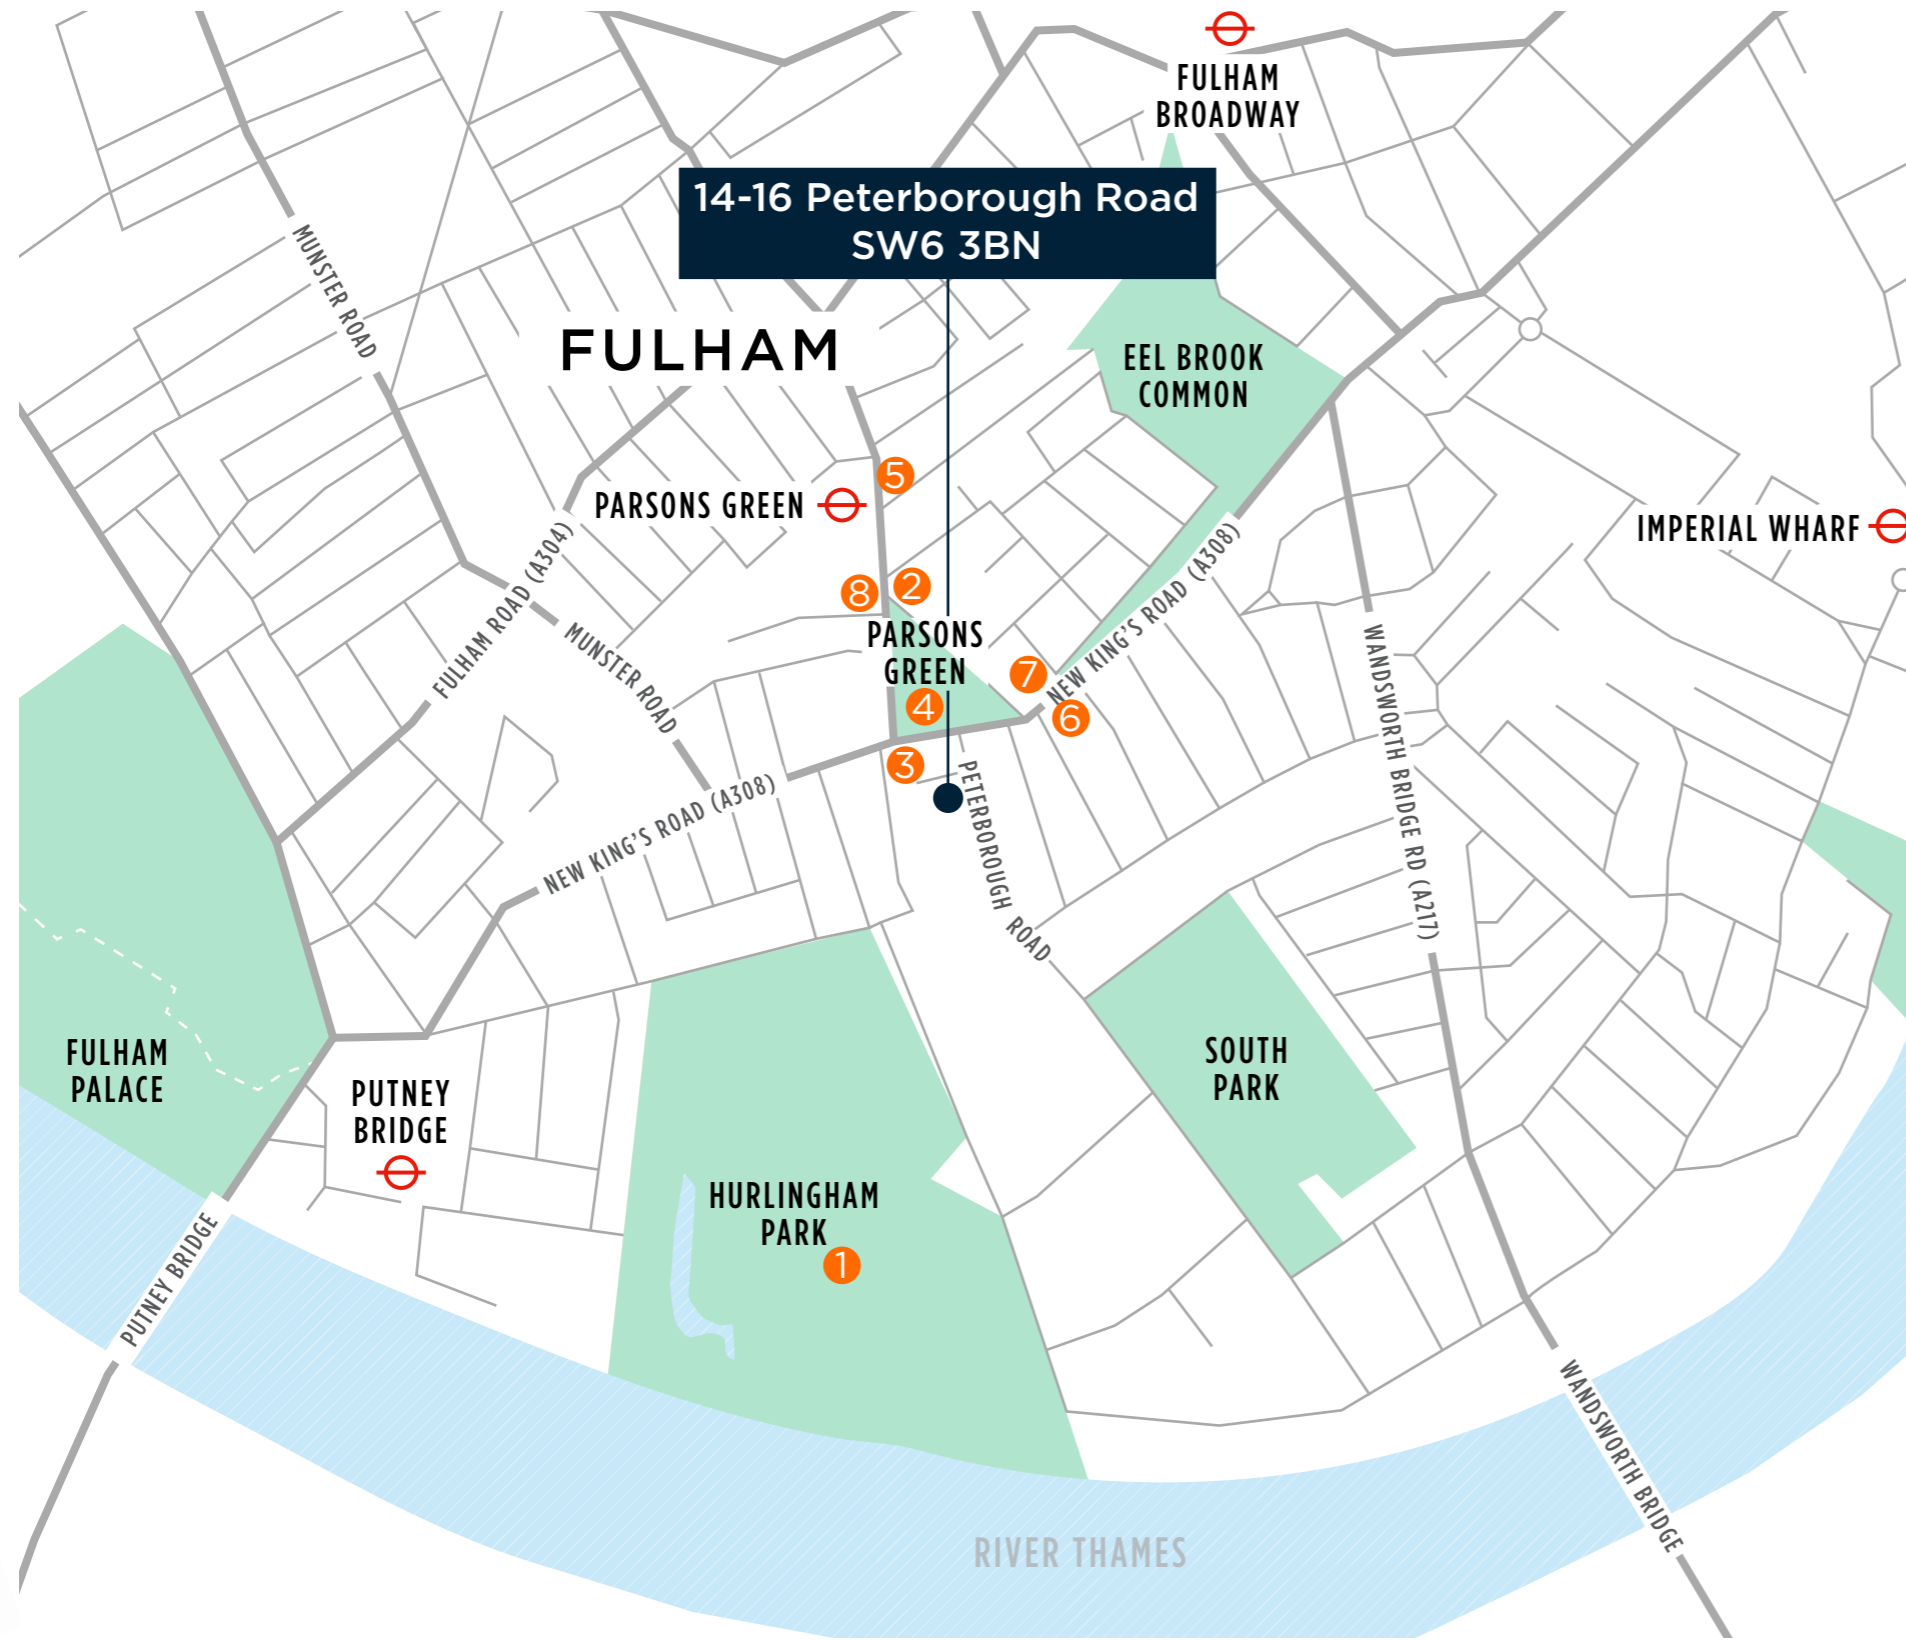 FULHAM
BROADWAY
14-16 Peterborough Road
SW6 3BN
MUNSTER ROAD
FULHAM
EEL BROOK
COMMON
5
PARSONS GREEN
IMPERIAL WHARF
FULHAM ROAD (A304)
NEW KING'S ROAD (A308)
8
2
MUNSTER ROAD
PARSONS
GREEN
7
4
6
WANDSWORTH BRIDGE RD (A217)
3
PETERBOROUGH ROAD
NEW KING'S ROAD (A308)
FULHAM
PALACE
PUTNEY
BRIDGE
SOUTH
PARK
HURLINGHAM
PARK
1
PUTNEY BRIDGE
WANDSWORTH BRIDGE
RIVER THAMES